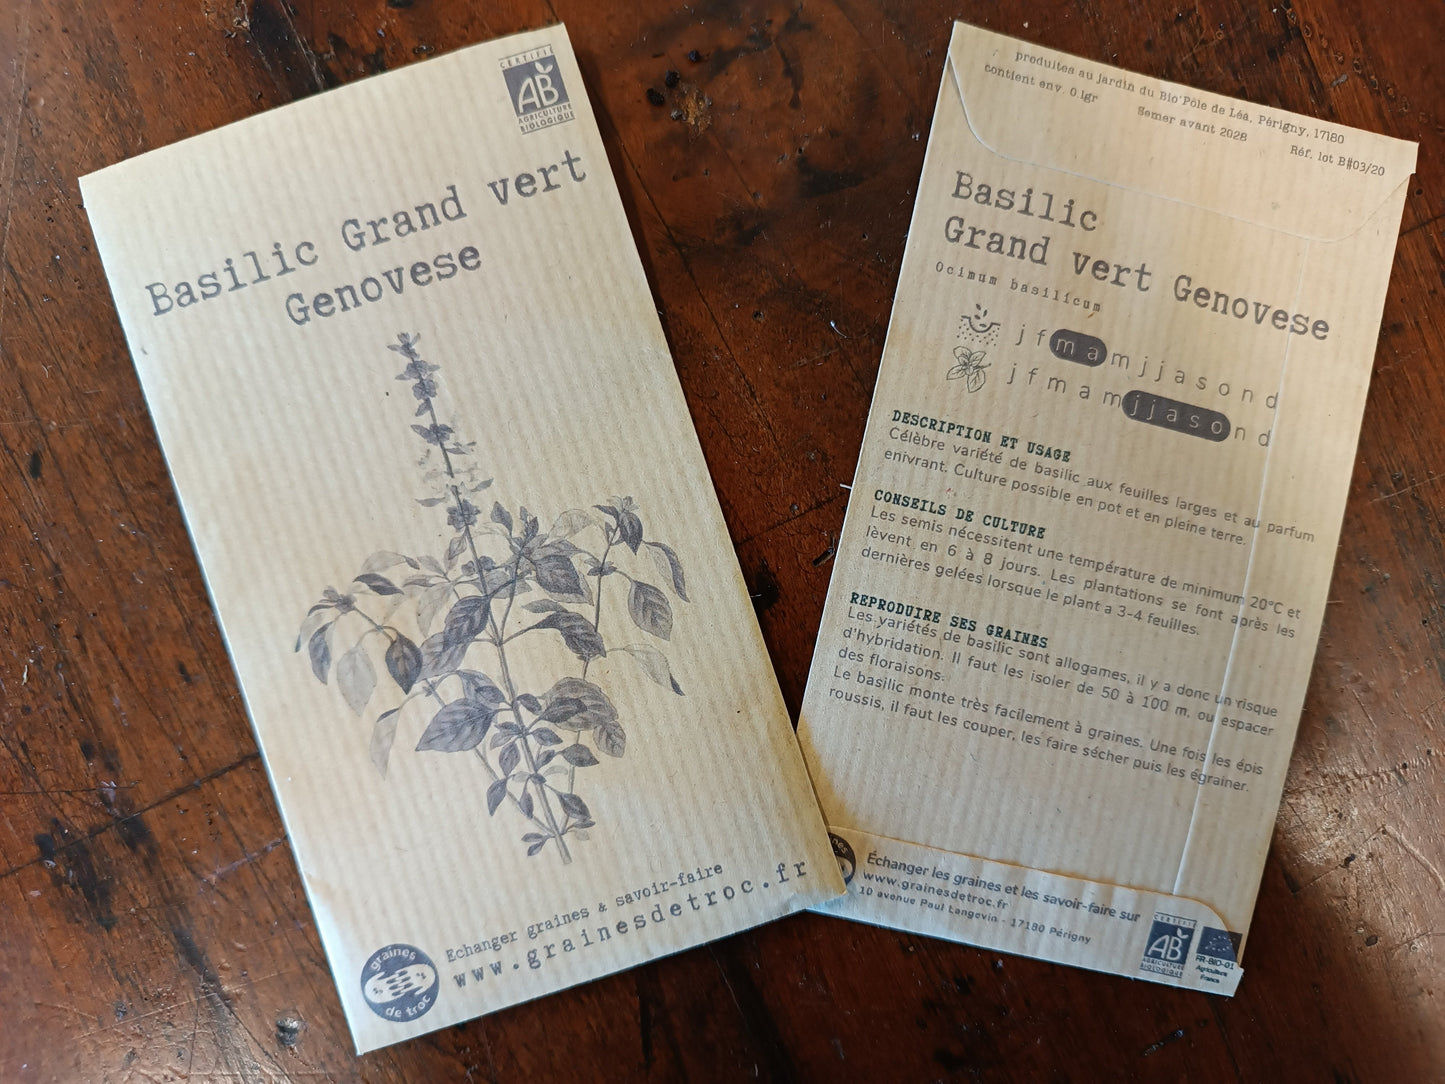 CERTIFIÉ
AB
AGRICULTURE
BIOLOGIQUE
Basilic Grand vert
Genovese
Echanger graines & savoir-faire
www.grainesdetroc.fr
graines
de troc
produites au jardin du Bio'Pôle de Léa, Périgny, 17180
contient env. 0.1gr
Semer avant 2028
Réf. lot B#03/20
Basilic
Grand vert Genovese
Ocimum basilicum
j f m a m j j a s o n d
j f m a m j j a s o n d
DESCRIPTION ET USAGE
Célèbre variété de basilic aux feuilles larges et au parfum
enivrant. Culture possible en pot et en pleine terre.
CONSEILS DE CULTURE
Les semis nécessitent une température de minimum 20°C et
lèvent en 6 à 8 jours. Les plantations se font après les
dernières gelées lorsque le plant a 3-4 feuilles.
REPRODUIRE SES GRAINES
Les variétés de basilic sont allogames, il y a donc un risque
d'hybridation. Il faut les isoler de 50 à 100 m, ou espacer
des floraisons.
Le basilic monte très facilement à graines. Une fois les épis
roussis, il faut les couper, les faire sécher puis les égrainer.
graines
Échanger les graines et les savoir-faire sur
www.grainesdetroc.fr
10 avenue Paul Langevin - 17180 Périgny
CERTIFIÉ
AB
AGRICULTURE
BIOLOGIQUE
FR-BIO-01
Agriculture
France